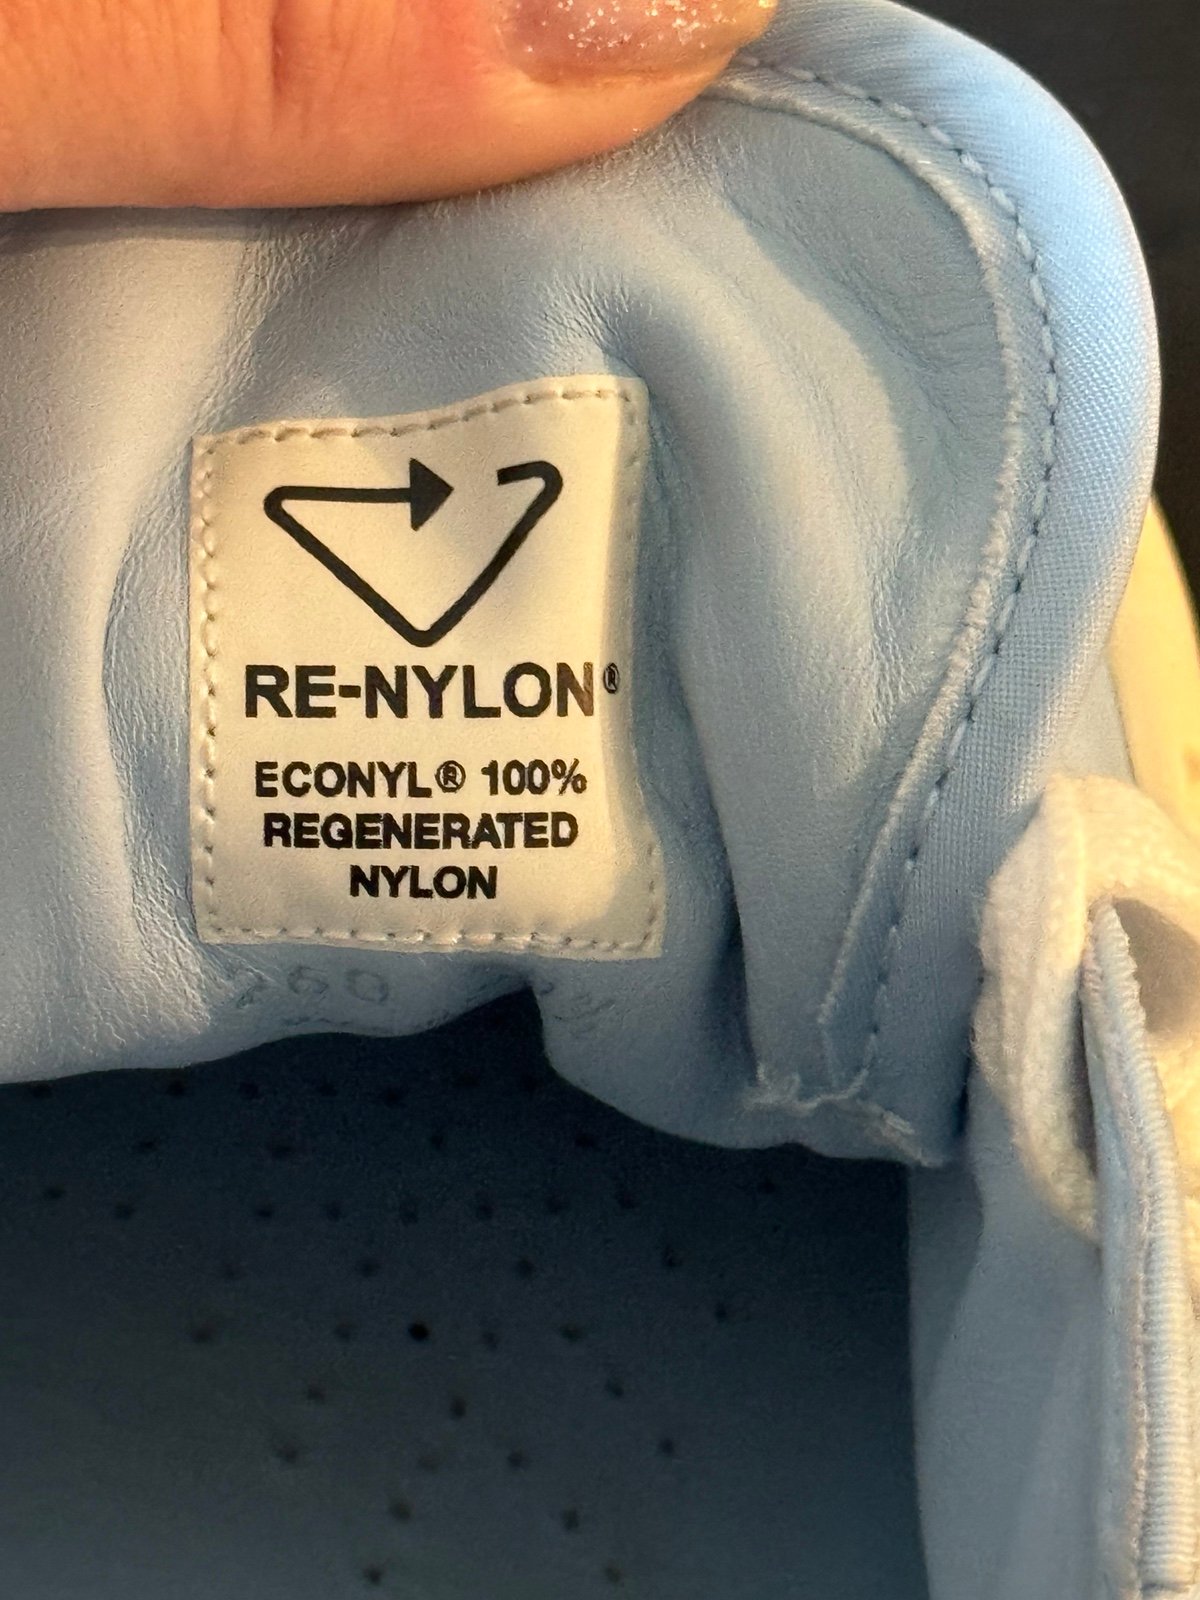 RE-NYLON®
ECONYL® 100%
REGENERATED
NYLON